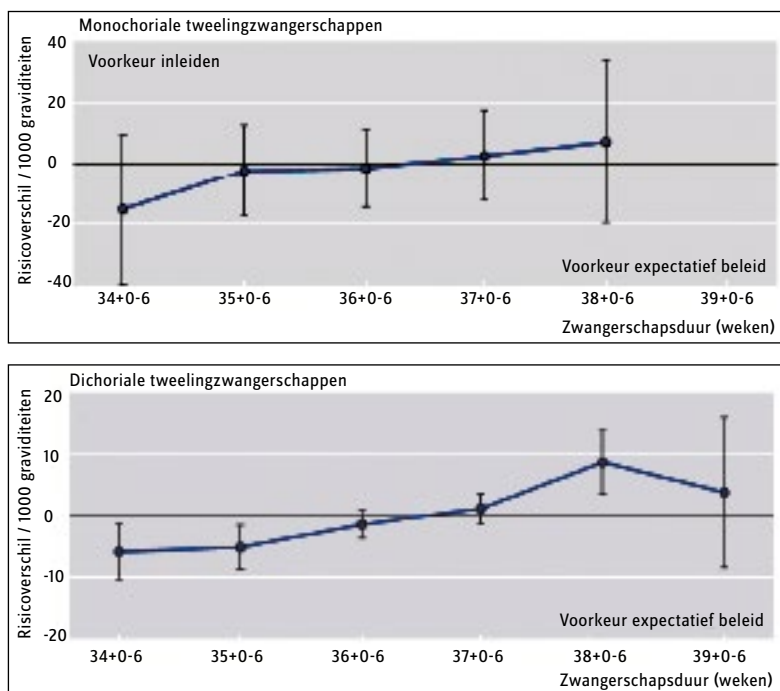 Monochoriale tweelingzwangerschappen
Voorkeur inleiden
Risicoverschil / 1000 graviditeiten
40
20
0
-20
-40
Voorkeur expectatief beleid
34+0-6 35+0-6 36+0-6 37+0-6 38+0-6 39+0-6
Zwangerschapsduur (weken)
Dichoriale tweelingzwangerschappen
Risicoverschil / 1000 graviditeiten
20
10
0
-10
-20
Voorkeur expectatief beleid
34+0-6 35+0-6 36+0-6 37+0-6 38+0-6 39+0-6
Zwangerschapsduur (weken)